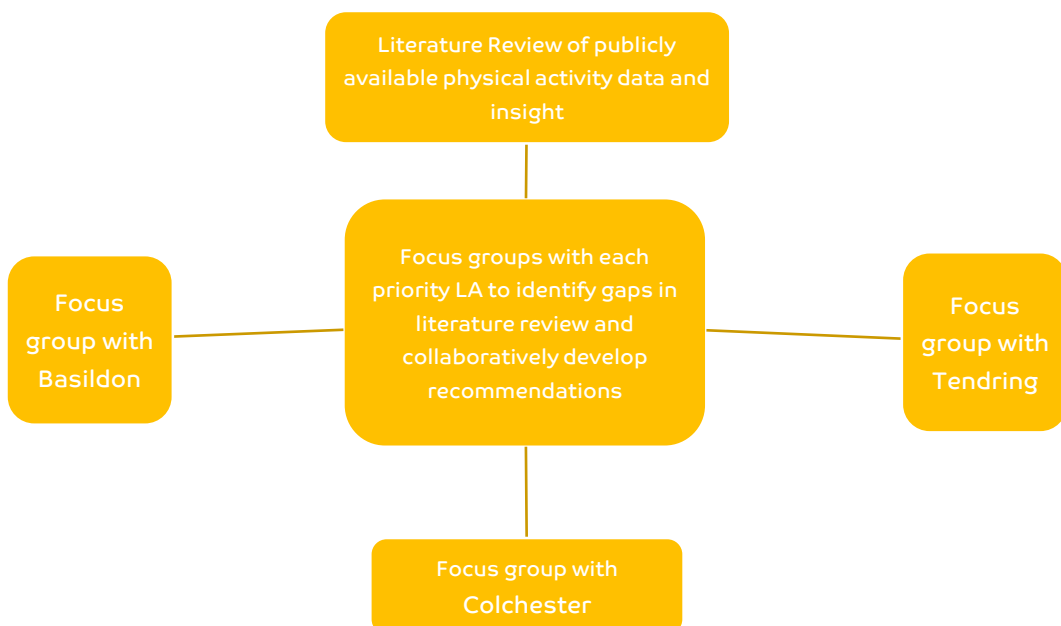 Literature Review of publicly
available physical activity data and
insight
Focus groups with each
priority LA to identify gaps in
literature review and
collaboratively develop
recommendations
Focus
group with
Basildon
Focus
group with
Tendring
Focus group with
Colchester